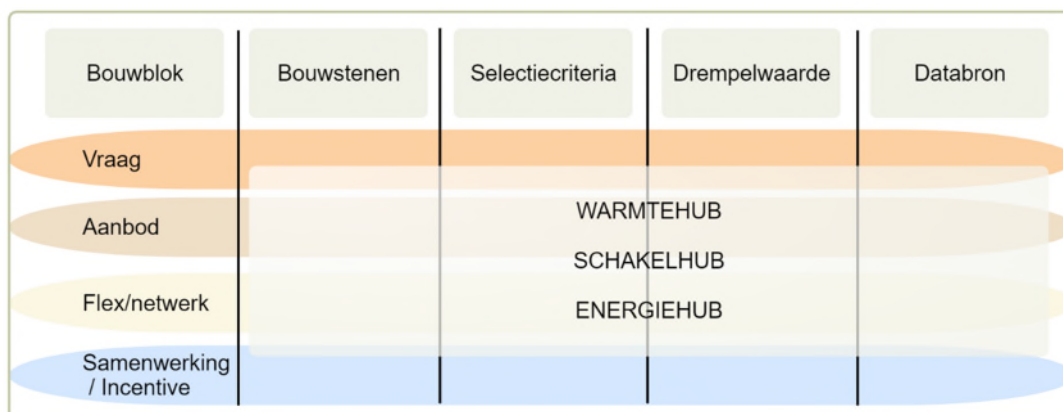 Bouwblok
Bouwstenen
Selectiecriteria
Drempelwaarde
Databron
Vraag
Aanbod
Flex/netwerk
Samenwerking
/ Incentive
WARMTEHUB
SCHAKELHUB
ENERGIEHUB